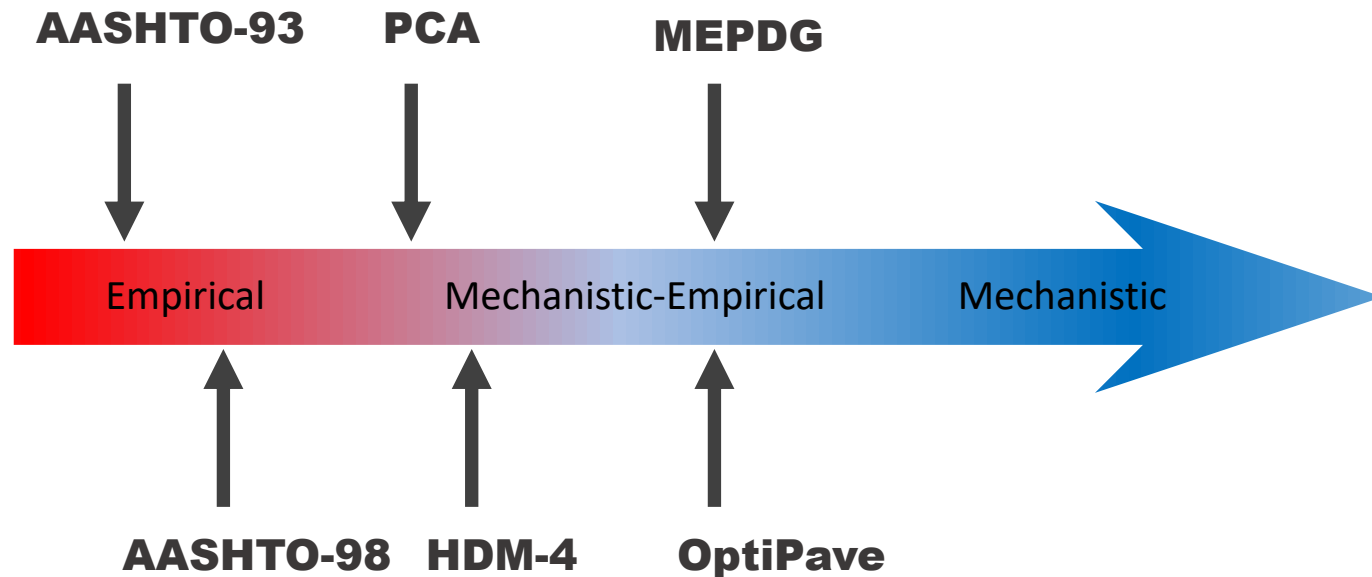 AASHTO-93 PCA MEPDG
Empirical Mechanistic-Empirical Mechanistic
AASHTO-98 HDM-4 OptiPave